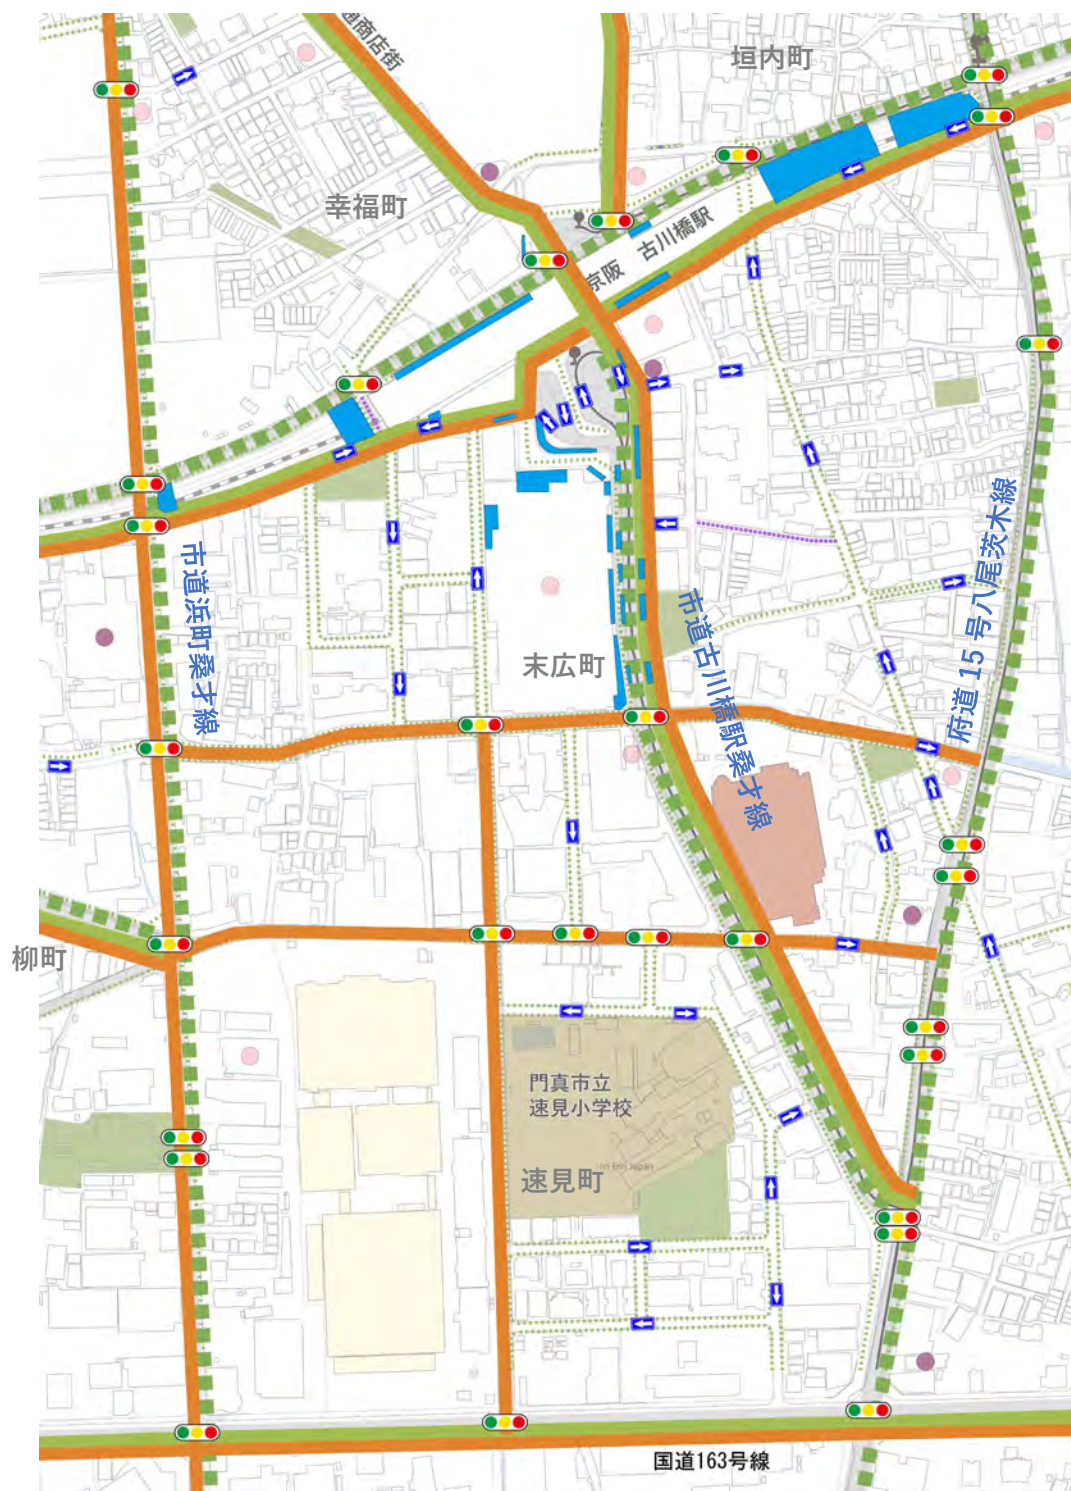 通商店街
垣内町
幸福町
京阪 古川橋駅
市道浜町桑才線
末広町
市道古川橋駅桑才線
府道 15 号八尾茨木線
柳町
門真市立
速見小学校
速見町
国道163号線